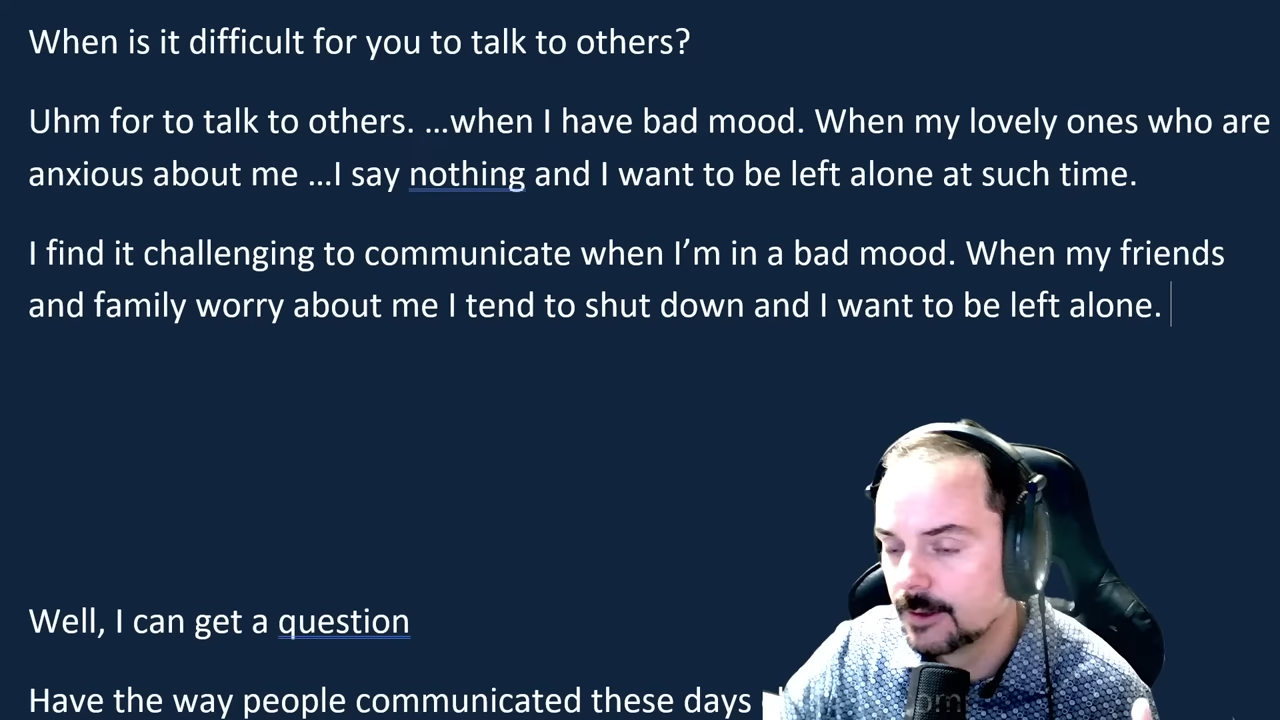 When is it difficult for you to talk to others?
Uhm for to talk to others. …when I have bad mood. When my lovely ones who are
anxious about me …I say nothing and I want to be left alone at such time.
I find it challenging to communicate when I’m in a bad mood. When my friends
and family worry about me I tend to shut down and I want to be left alone.
Well, I can get a question
Have the way people communicated these days